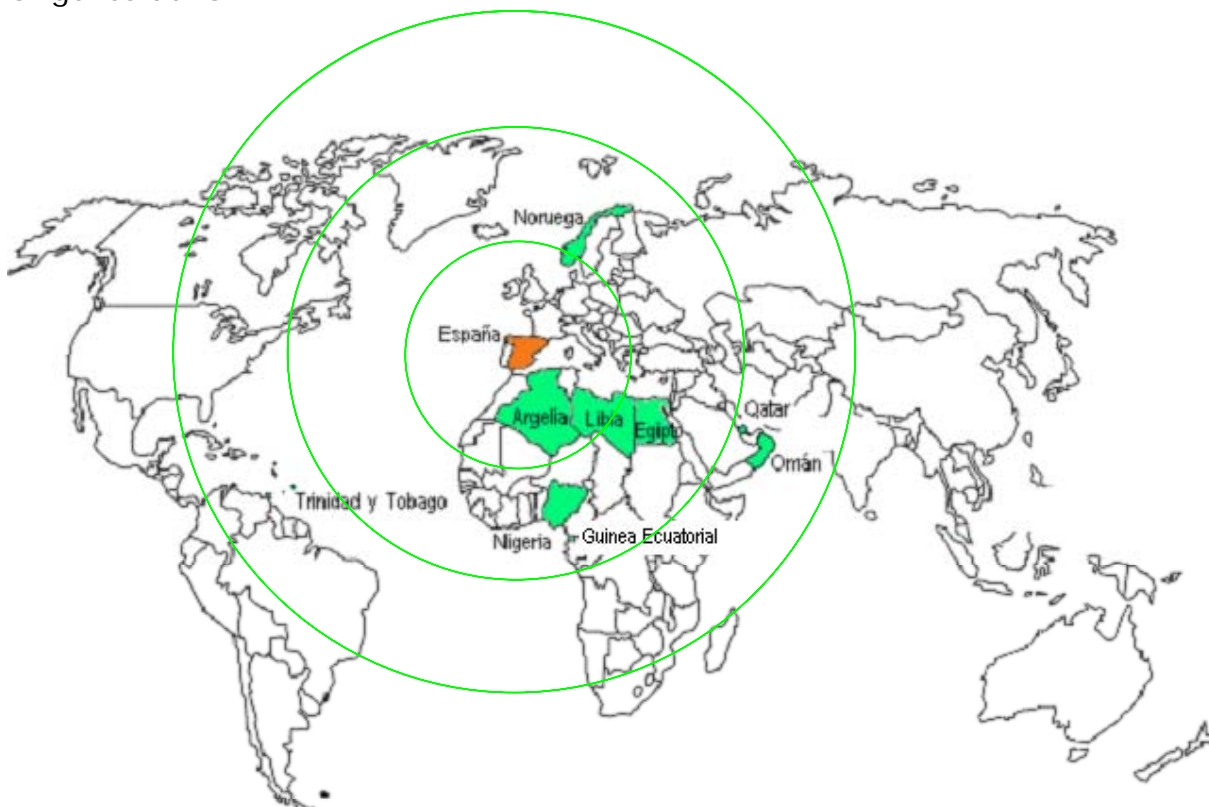 Noruega
España
Argelia
Libia
Egipto
Qatar
Omán
Trinidad y Tobago
Nigeria
Guinea Ecuatorial